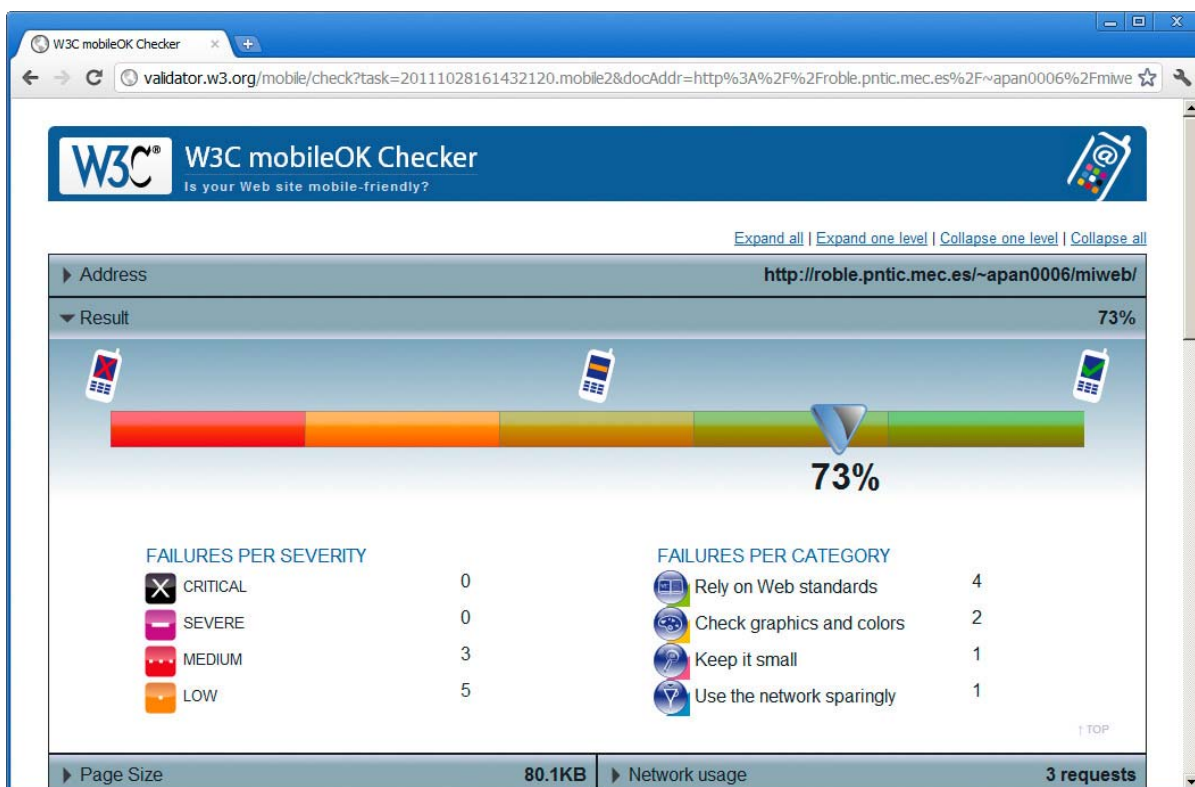 W3C mobileOK Checker
validator.w3.org/mobile/check?task=20111028161432120.mobile2&docAddr=http%3A%2F%2Froble.pntic.mec.es%2F~apan0006%2Fmiwe
W3C® W3C mobileOK Checker
Is your Web site mobile-friendly?
Expand all | Expand one level | Collapse one level | Collapse all
Address http://roble.pntic.mec.es/~apan0006/miweb/
Result 73%
73%
FAILURES PER SEVERITY
CRITICAL 0
SEVERE 0
MEDIUM 3
LOW 5
FAILURES PER CATEGORY
Rely on Web standards 4
Check graphics and colors 2
Keep it small 1
Use the network sparingly 1
↑ TOP
Page Size 80.1KB
Network usage 3 requests